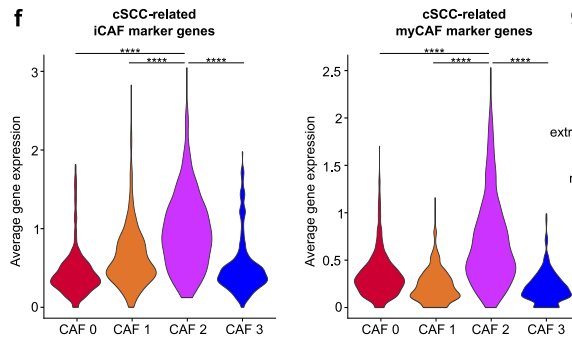 f
cSCC-related
iCAF marker genes
****
**** ****
Average gene expression
3
2
1
0
CAF 0 CAF 1 CAF 2 CAF 3
cSCC-related
myCAF marker genes
****
**** ****
Average gene expression
2.5
2
1.5
1
0.5
0
CAF 0 CAF 1 CAF 2 CAF 3
extr